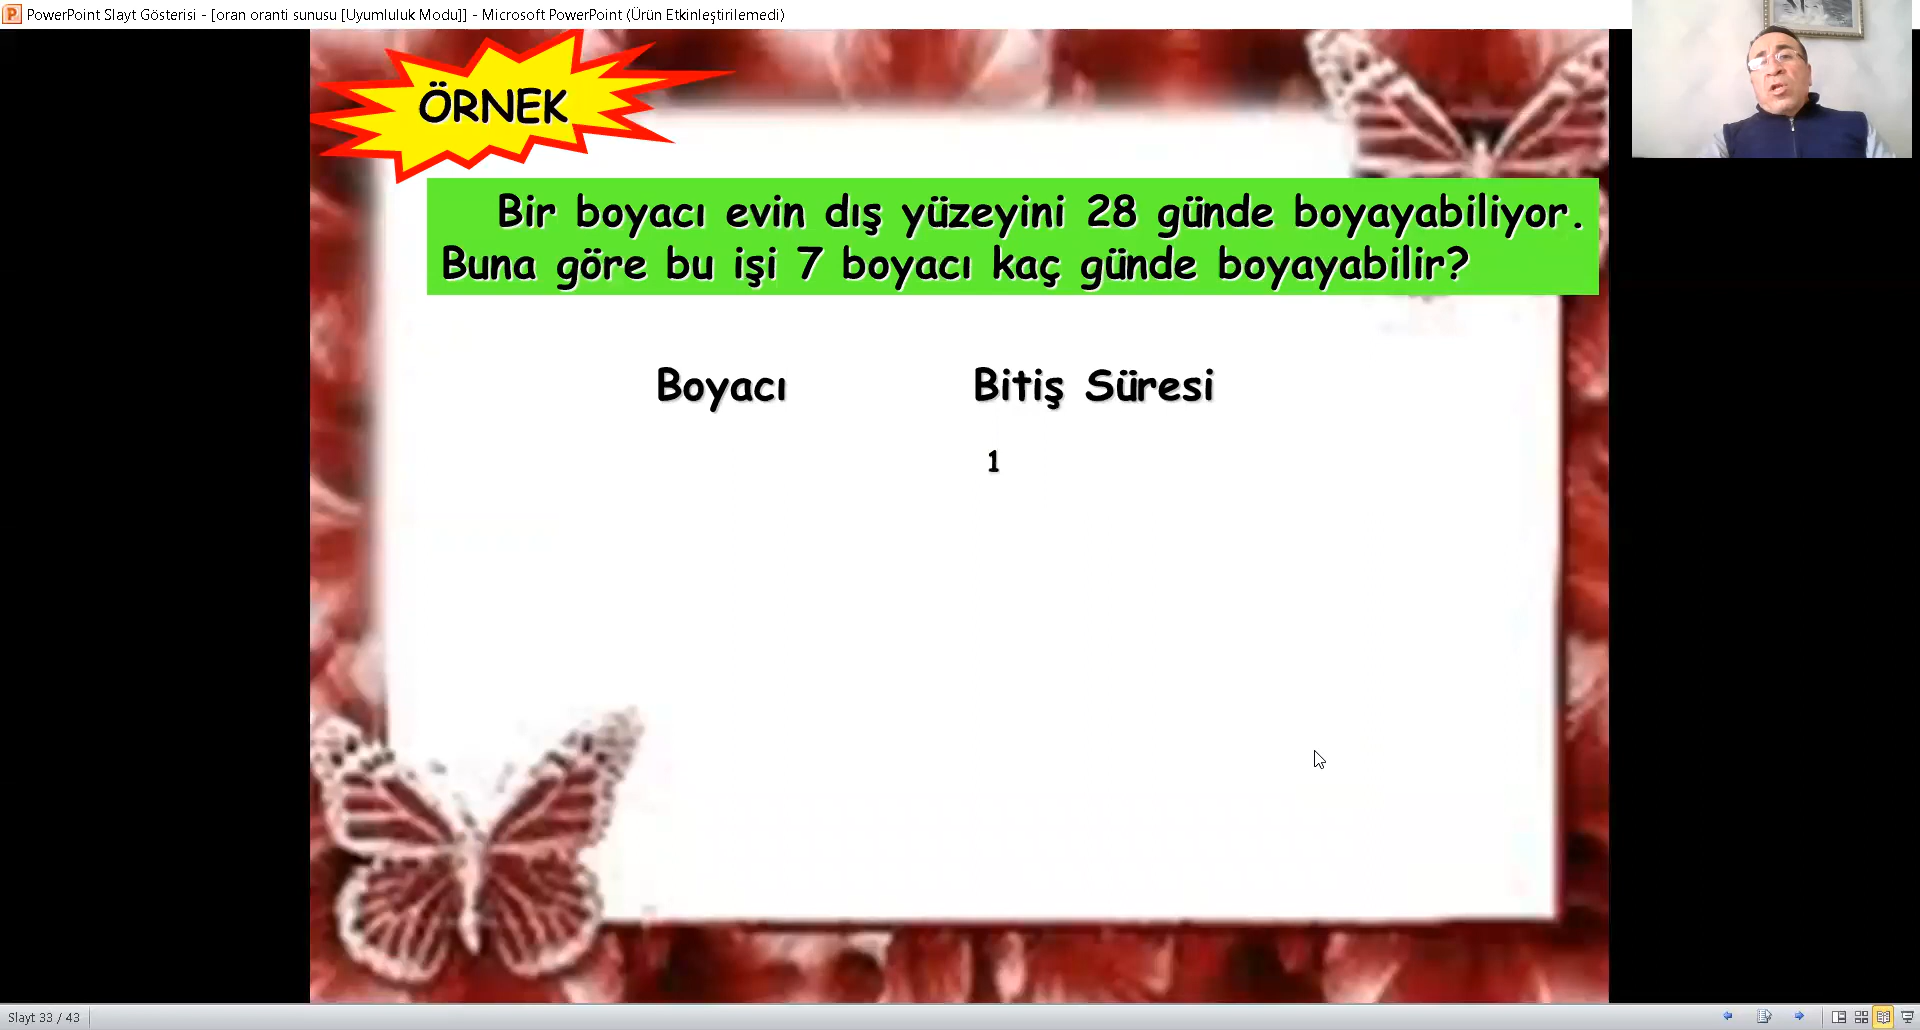 PowerPoint Slayt Gösterisi - [oran oranti sunusu [Uyumluluk Modu]] - Microsoft PowerPoint (Ürün Etkinleştirilemedi)
ÖRNEK
Bir boyacı evin dış yüzeyini 28 günde boyayabiliyor.
Buna göre bu işi 7 boyacı kaç günde boyayabilir?
Boyacı Bitiş Süresi
1
Slayt 33 / 43